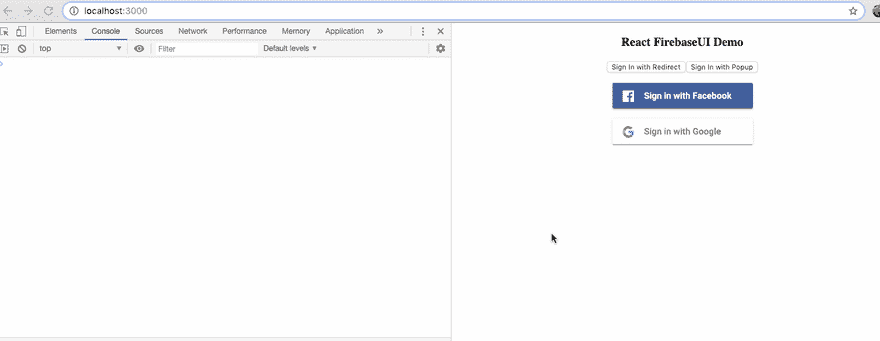 localhost:3000
Elements Console Sources Network Performance Memory Application »
top Filter Default levels
React FirebaseUI Demo
Sign In with Redirect Sign In with Popup
Sign in with Facebook
Sign in with Google